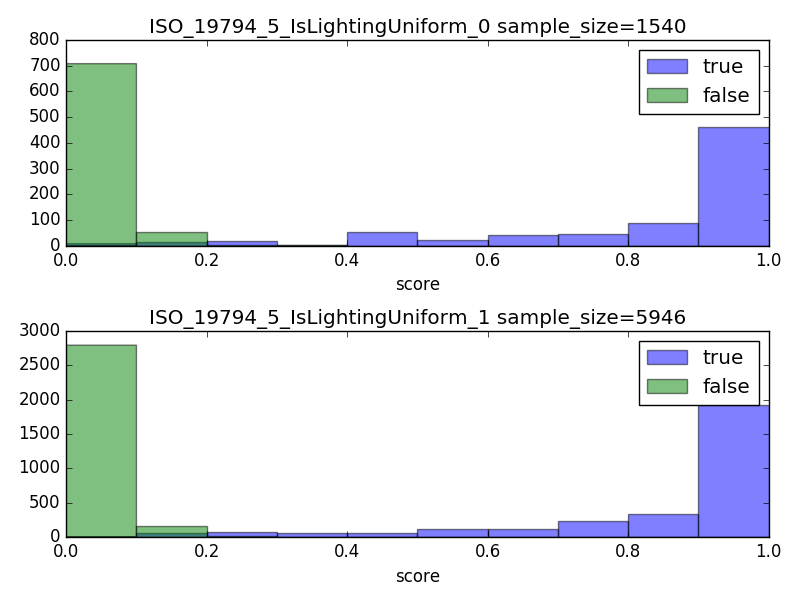 ISO_19794_5_IsLightingUniform_0 sample_size=1540
800
700
600
500
400
300
200
100
0
true
false
0.0 0.2 0.4 0.6 0.8 1.0
score
ISO_19794_5_IsLightingUniform_1 sample_size=5946
3000
2500
2000
1500
1000
500
0
true
false
0.0 0.2 0.4 0.6 0.8 1.0
score